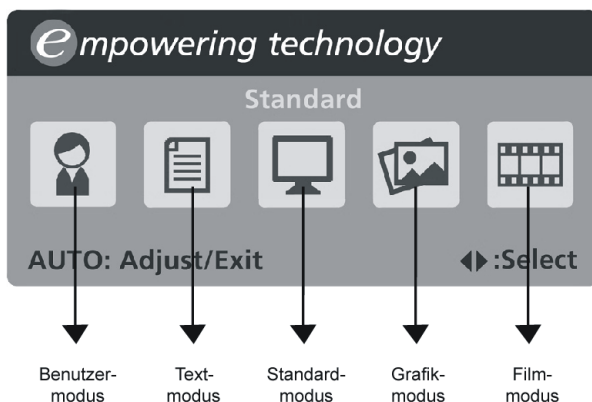 empowering technology
Standard
AUTO: Adjust/Exit
:Select
Benutzer-
modus
Text-
modus
Standard-
modus
Grafik-
modus
Film-
modus